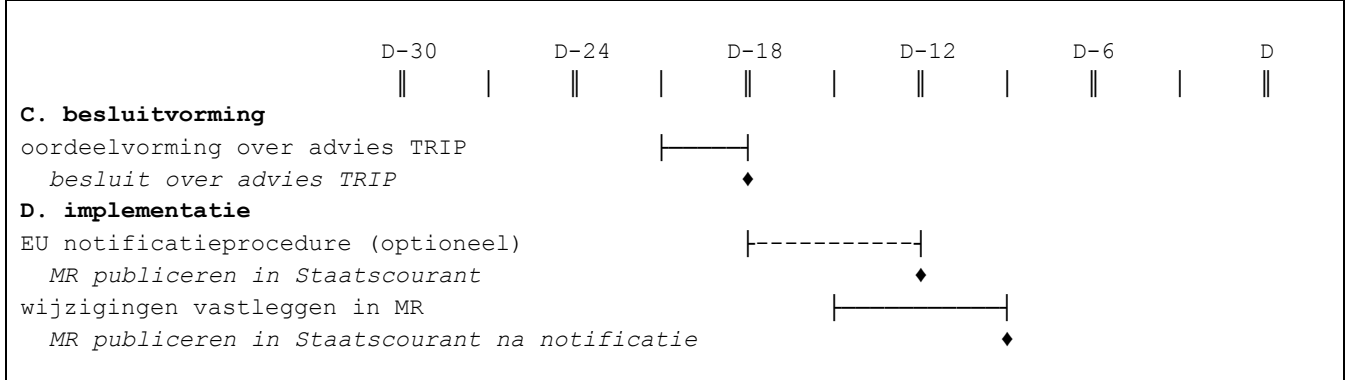 D-30 D-24 D-18 D-12 D-6 D
C. besluitvorming
oordeelvorming over advies TRIP
besluit over advies TRIP
D. implementatie
EU notificatieprocedure (optioneel)
MR publiceren in Staatscourant
wijzigingen vastleggen in MR
MR publiceren in Staatscourant na notificatie